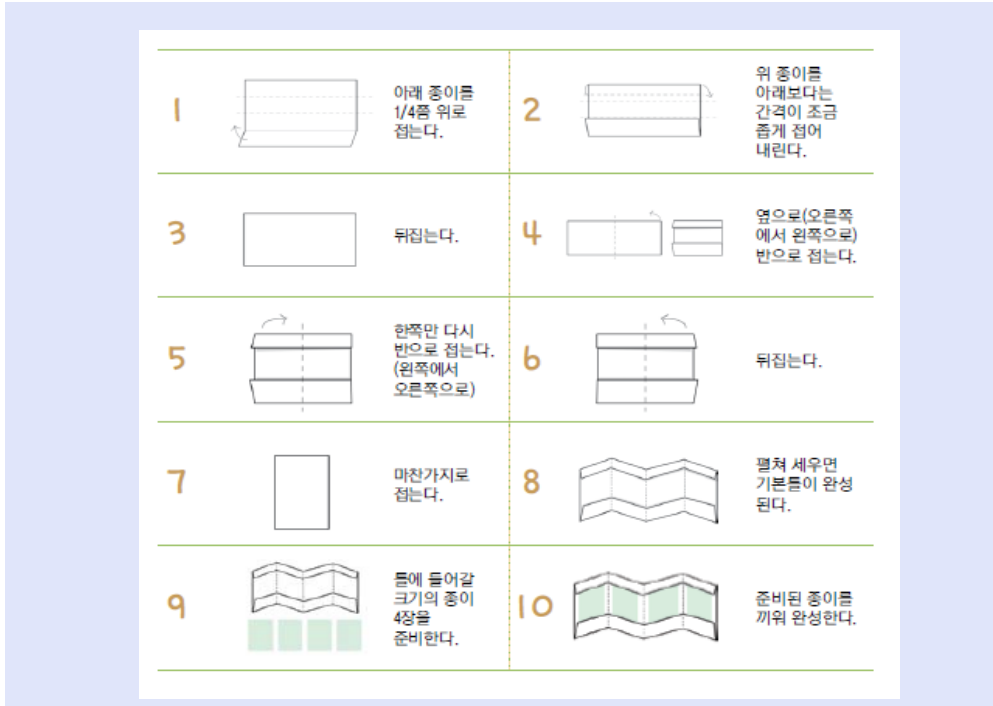 1
아래 종이를
1/4쯤 위로
접는다.
2
위 종이를
아래보다는
간격이 조금
좁게 접어
내린다.
3
뒤집는다.
4
옆으로(오른쪽
에서 왼쪽으로)
반으로 접는다.
5
한쪽만 다시
반으로 접는다.
(왼쪽에서
오른쪽으로)
6
뒤집는다.
7
마찬가지로
접는다.
8
펼쳐 세우면
기본틀이 완성
된다.
9
틀에 들어갈
크기의 종이
4장을
준비한다.
10
준비된 종이를
끼워 완성한다.